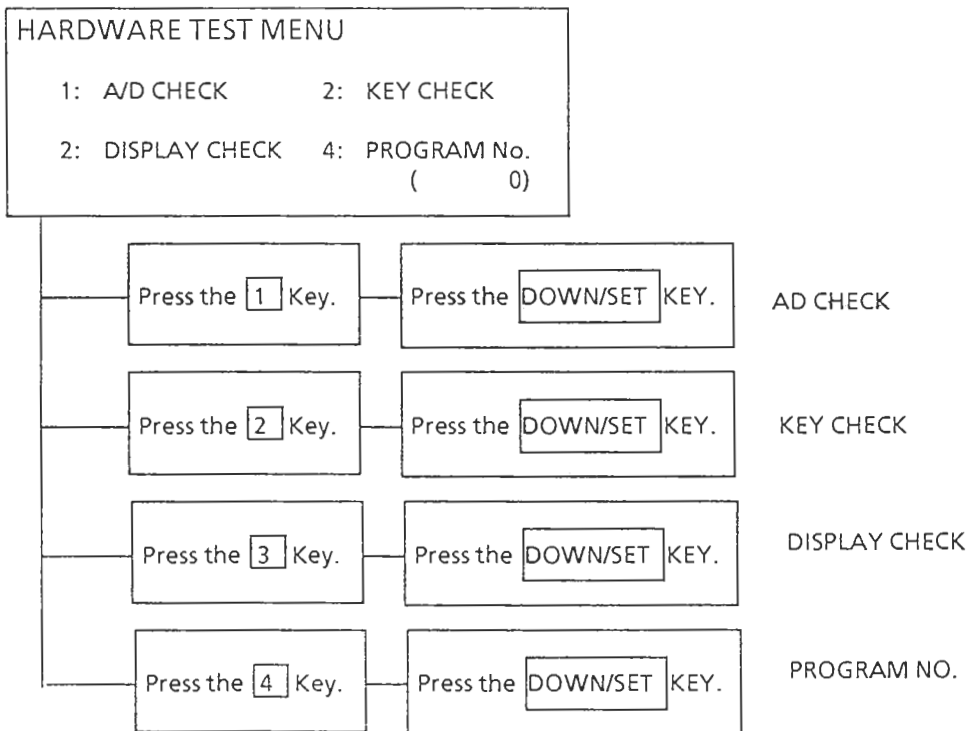 HARDWARE TEST MENU
1: A/D CHECK 2: KEY CHECK
2: DISPLAY CHECK 4: PROGRAM No.
( 0)
Press the 1 Key. Press the DOWN/SET KEY. AD CHECK
Press the 2 Key. Press the DOWN/SET KEY. KEY CHECK
Press the 3 Key. Press the DOWN/SET KEY. DISPLAY CHECK
Press the 4 Key. Press the DOWN/SET KEY. PROGRAM NO.